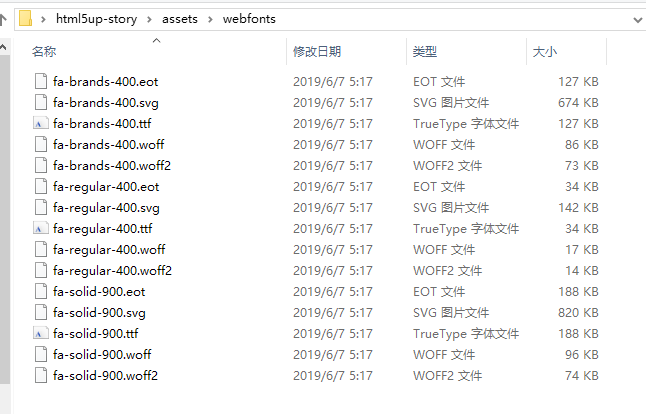 html5up-story › assets › webfonts
名称 修改日期 类型 大小
fa-brands-400.eot 2019/6/7 5:17 EOT 文件 127 KB
fa-brands-400.svg 2019/6/7 5:17 SVG 图片文件 674 KB
fa-brands-400.ttf 2019/6/7 5:17 TrueType 字体文件 127 KB
fa-brands-400.woff 2019/6/7 5:17 WOFF 文件 86 KB
fa-brands-400.woff2 2019/6/7 5:17 WOFF2 文件 73 KB
fa-regular-400.eot 2019/6/7 5:17 EOT 文件 34 KB
fa-regular-400.svg 2019/6/7 5:17 SVG 图片文件 142 KB
fa-regular-400.ttf 2019/6/7 5:17 TrueType 字体文件 34 KB
fa-regular-400.woff 2019/6/7 5:17 WOFF 文件 17 KB
fa-regular-400.woff2 2019/6/7 5:17 WOFF2 文件 14 KB
fa-solid-900.eot 2019/6/7 5:17 EOT 文件 188 KB
fa-solid-900.svg 2019/6/7 5:17 SVG 图片文件 820 KB
fa-solid-900.ttf 2019/6/7 5:17 TrueType 字体文件 188 KB
fa-solid-900.woff 2019/6/7 5:17 WOFF 文件 96 KB
fa-solid-900.woff2 2019/6/7 5:17 WOFF2 文件 74 KB